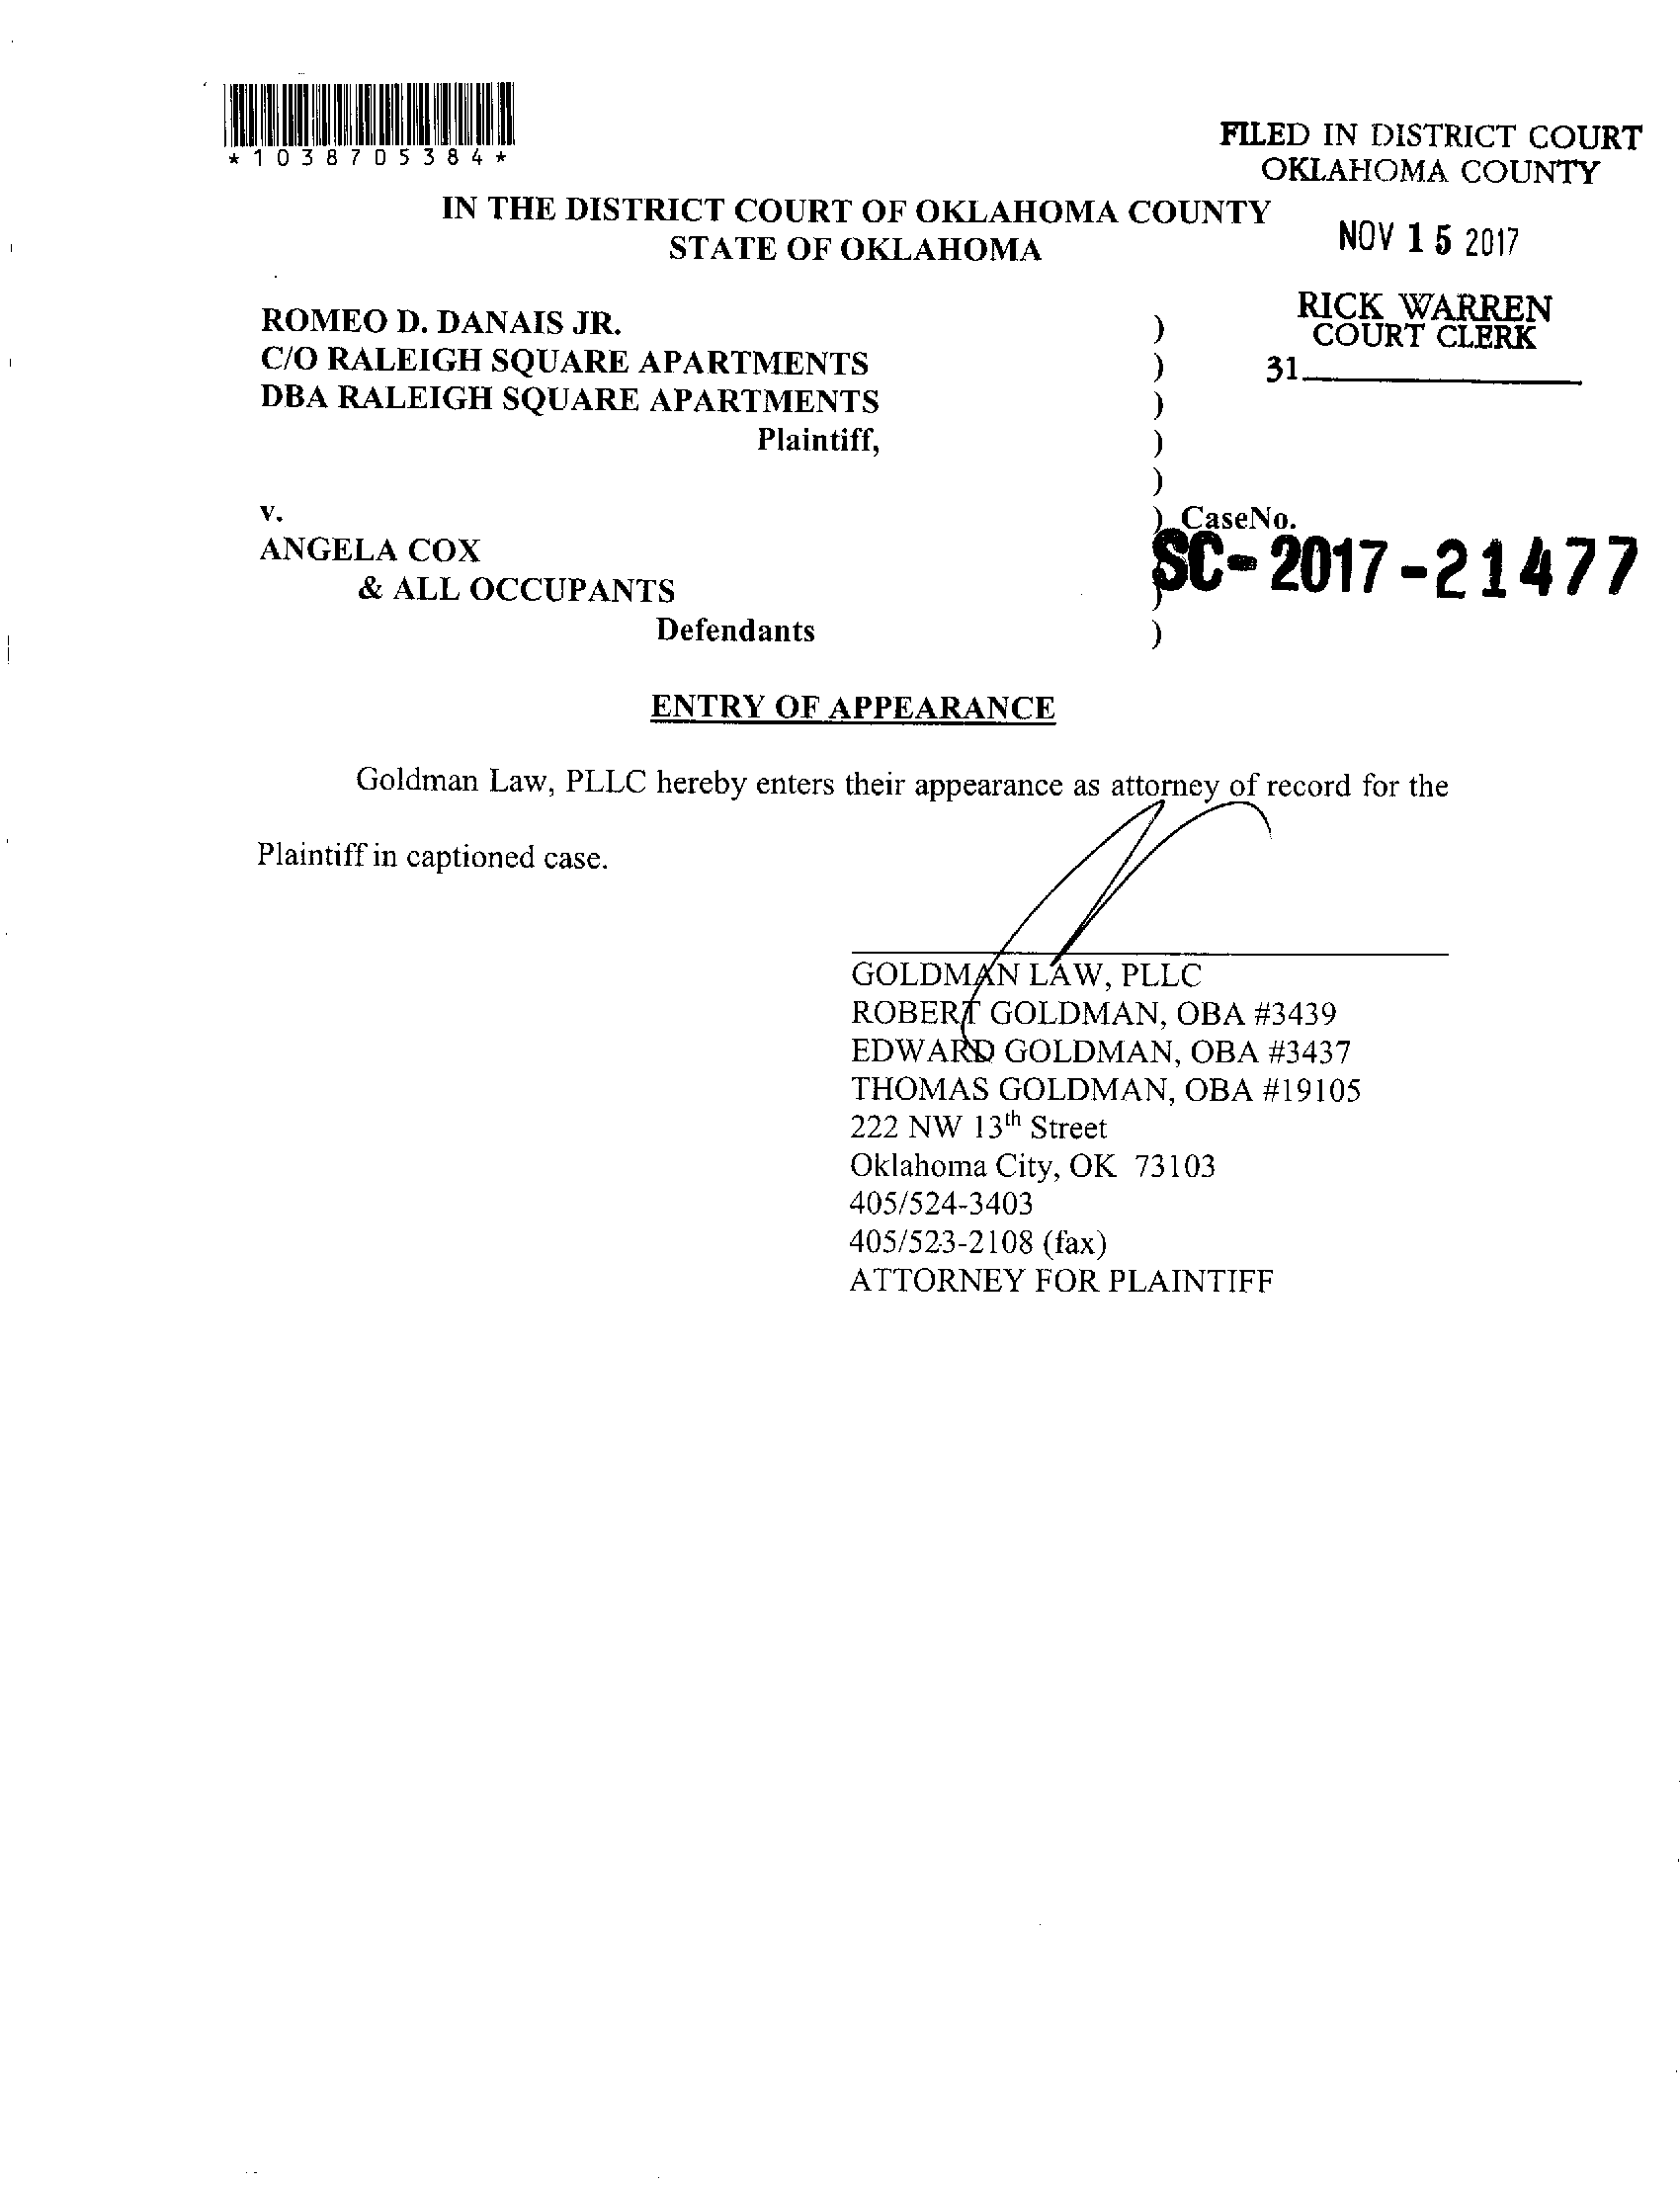 *1038705384*
FILED IN DISTRICT COURT
OKLAHOMA COUNTY
IN THE DISTRICT COURT OF OKLAHOMA COUNTY
STATE OF OKLAHOMA
NOV 15 2017
RICK WARREN
COURT CLERK
31
ROMEO D. DANAIS JR. )
C/O RALEIGH SQUARE APARTMENTS )
DBA RALEIGH SQUARE APARTMENTS )
Plaintiff, )
)
v. ) CaseNo.
ANGELA COX ) SC-2017-21477
& ALL OCCUPANTS )
Defendants )
ENTRY OF APPEARANCE
Goldman Law, PLLC hereby enters their appearance as attorney of record for the
Plaintiff in captioned case.
GOLDMAN LAW, PLLC
ROBERT GOLDMAN, OBA #3439
EDWARD GOLDMAN, OBA #3437
THOMAS GOLDMAN, OBA #19105
222 NW 13th Street
Oklahoma City, OK 73103
405/524-3403
405/523-2108 (fax)
ATTORNEY FOR PLAINTIFF